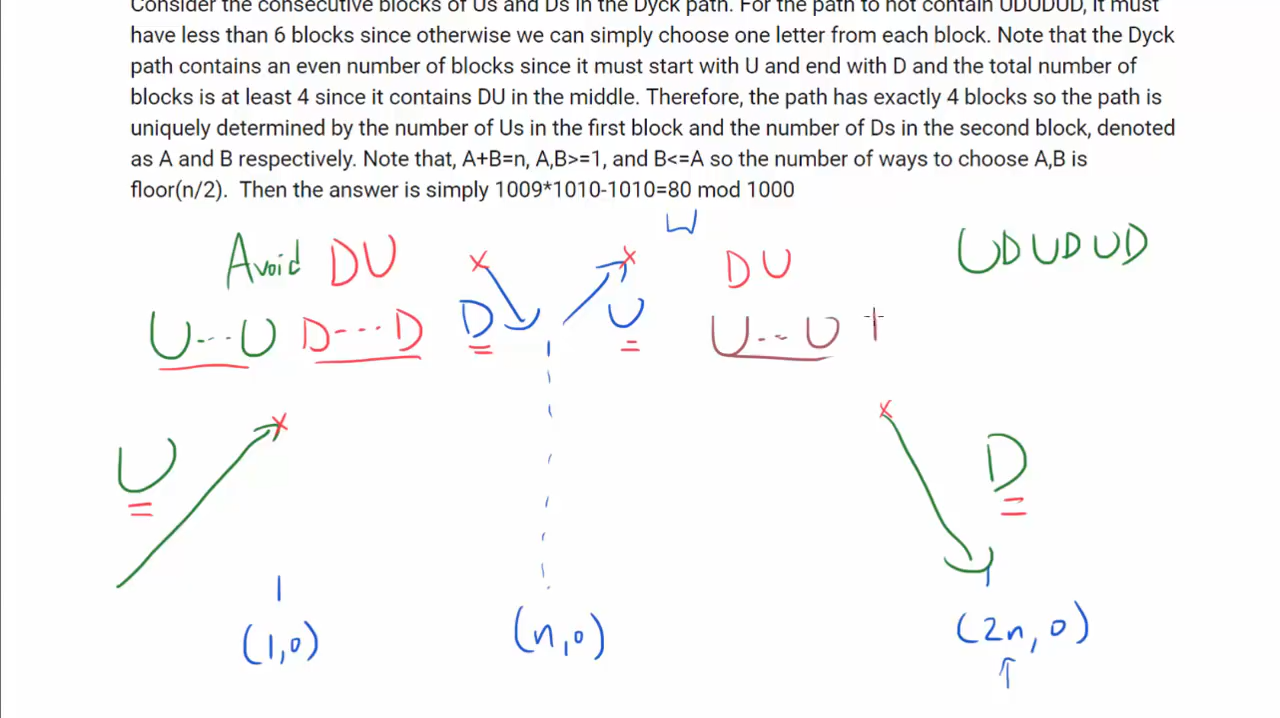 Consider the consecutive blocks of Us and Ds in the Dyck path. For the path to not contain UDUDUD, it must
have less than 6 blocks since otherwise we can simply choose one letter from each block. Note that the Dyck
path contains an even number of blocks since it must start with U and end with D and the total number of
blocks is at least 4 since it contains DU in the middle. Therefore, the path has exactly 4 blocks so the path is
uniquely determined by the number of Us in the first block and the number of Ds in the second block, denoted
as A and B respectively. Note that, A+B=n, A,B>=1, and B<=A so the number of ways to choose A,B is
floor(n/2). Then the answer is simply 1009*1010-1010=80 mod 1000
Avoid DU DU UDUDUD
U--·U D--·D D U U·--U
U D
(1,0) (n,0) (2n,0)